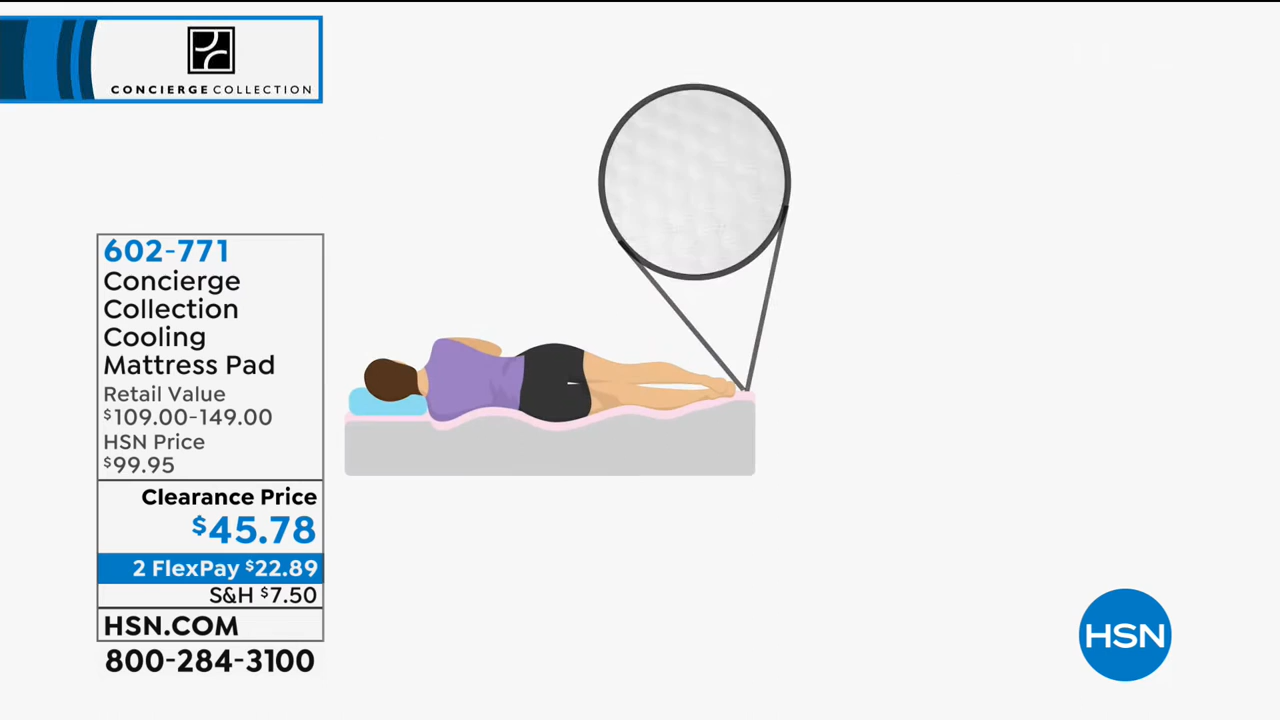 CONCIERGE COLLECTION
602-771
Concierge
Collection
Cooling
Mattress Pad
Retail Value
$109.00-149.00
HSN Price
$99.95
Clearance Price
$45.78
2 FlexPay $22.89
S&H $7.50
HSN.COM
800-284-3100
HSN